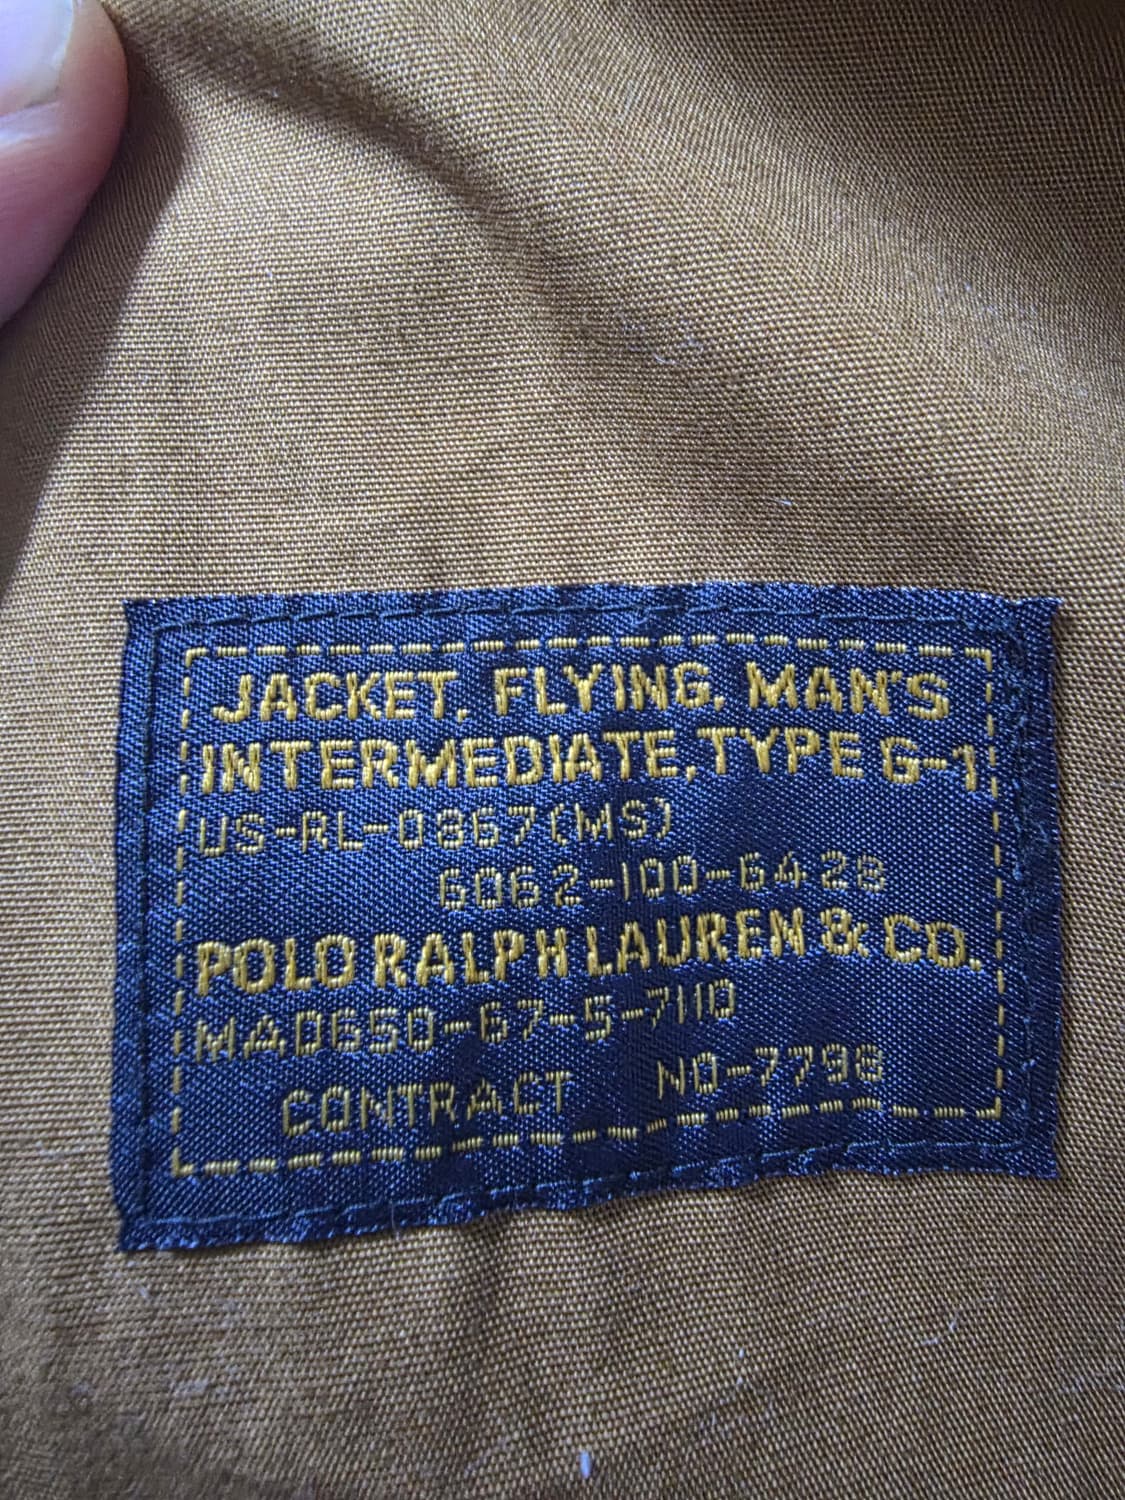 JACKET, FLYING, MAN'S
INTERMEDIATE, TYPE G-1
US-RL-0867(MS)
6062-100-6428
POLO RALPH LAUREN & CO.
MAD650-67-5-7110
CONTRACT NO-7798